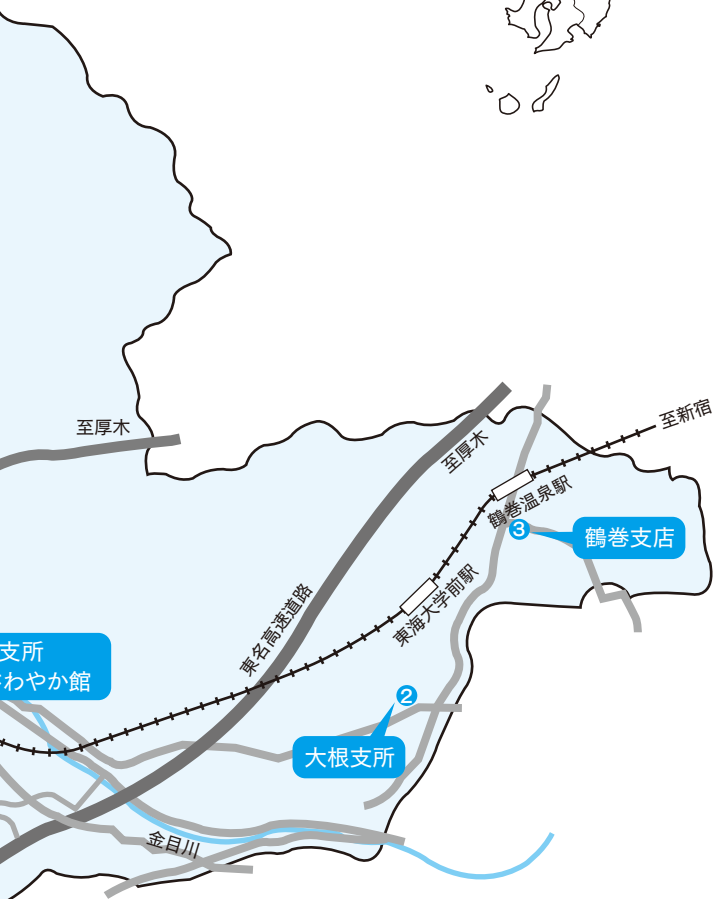 至新宿
至厚木
至厚木
鶴巻温泉駅
❸
鶴巻支店
東海大学前駅
東名高速道路
支所
わやか館
❷
大根支所
金目川